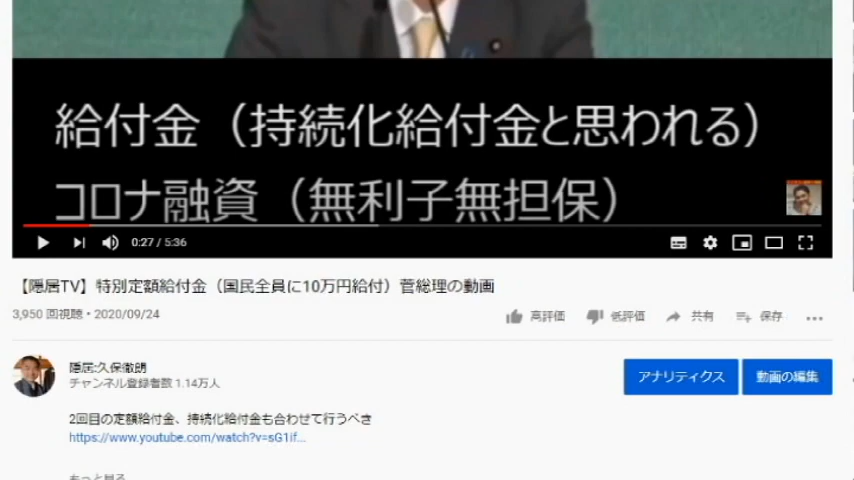 給付金（持続化給付金と思われる）
コロナ融資（無利子無担保）
0:27 / 5:36
【隠居TV】特別定額給付金（国民全員に10万円給付）菅総理の動画
3,950 回視聴・2020/09/24
高評価 低評価 共有 保存
隠居:久保徹朗
チャンネル登録者数 1.14万人
アナリティクス 動画の編集
2回目の定額給付金、持続化給付金も合わせて行うべき
https://www.youtube.com/watch?v=sG1if...
もっと見る